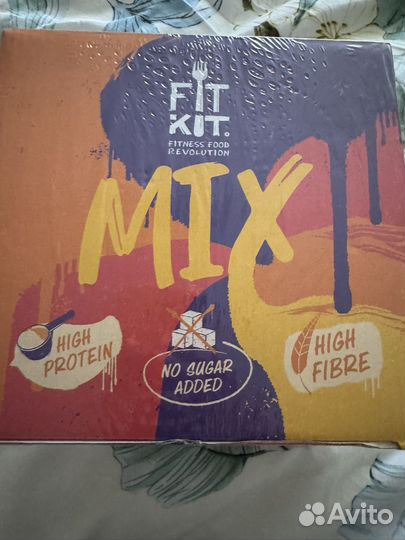 FIT
KIT.
FITNESS FOOD
REVOLUTION
MIX
HIGH
PROTEIN
NO SUGAR
ADDED
HIGH
FIBRE
Avito